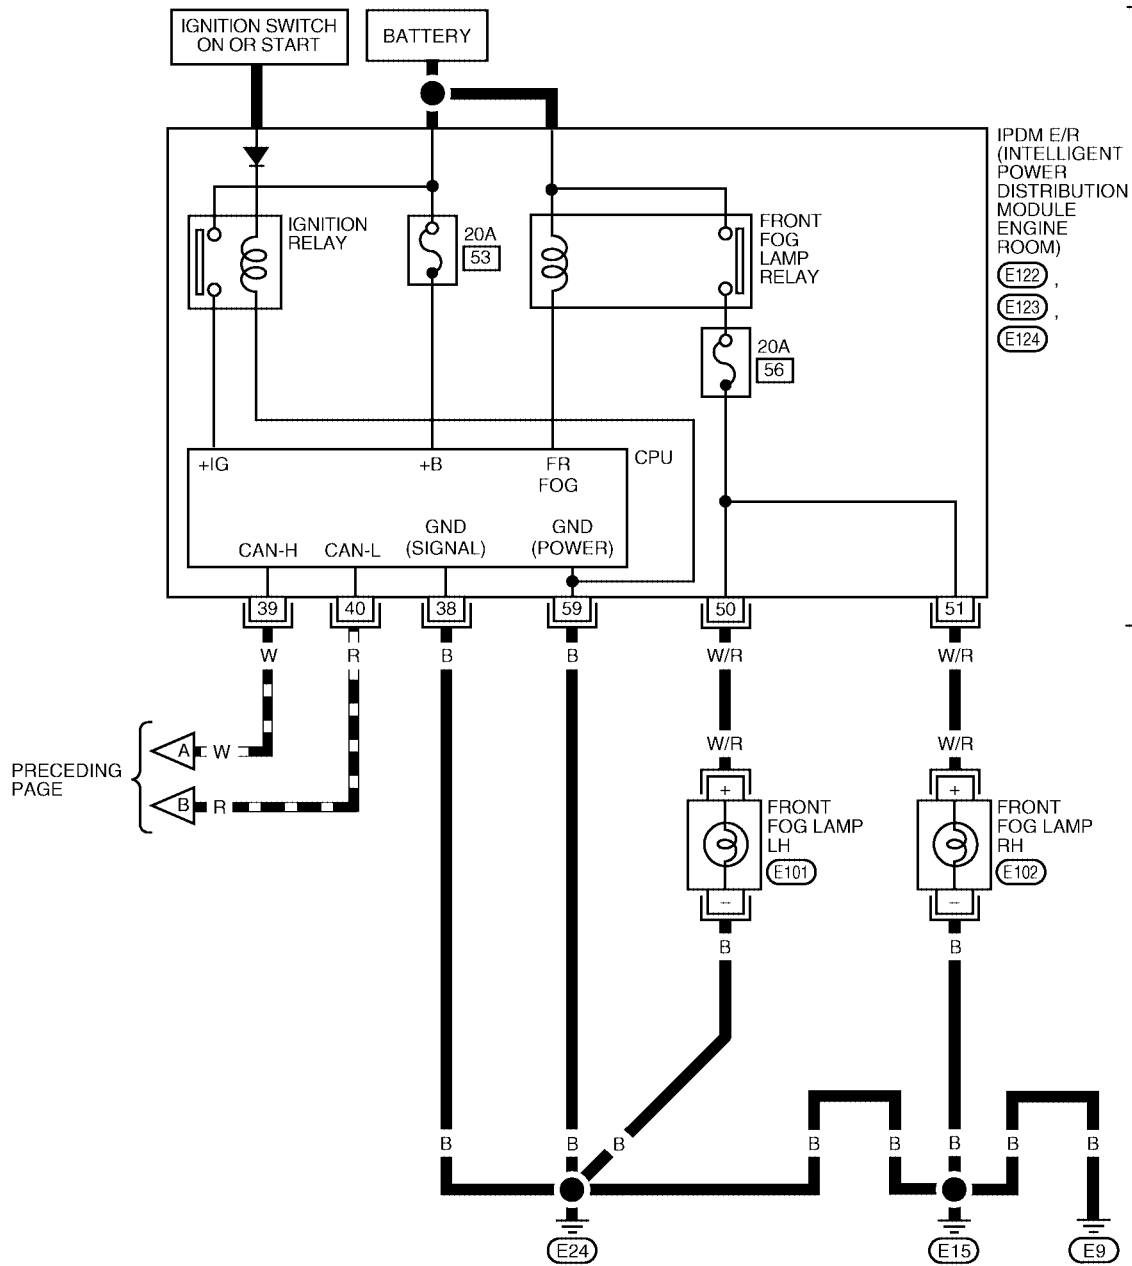 IGNITION SWITCH
ON OR START
BATTERY
IPDM E/R
(INTELLIGENT
POWER
DISTRIBUTION
MODULE
ENGINE
ROOM)
E122 ,
E123 ,
E124
IGNITION
RELAY
20A
53
FRONT
FOG
LAMP
RELAY
20A
56
+IG
+B
FR
FOG
CPU
CAN-H
CAN-L
GND
(SIGNAL)
GND
(POWER)
39
40
38
59
50
51
W
R
B
B
W/R
W/R
PRECEDING
PAGE
A
W
B
R
W/R
W/R
+
FRONT
FOG LAMP
LH
E101
–
+
FRONT
FOG LAMP
RH
E102
–
B
B
B
B
B
B
B
B
B
B
E24
E15
E9